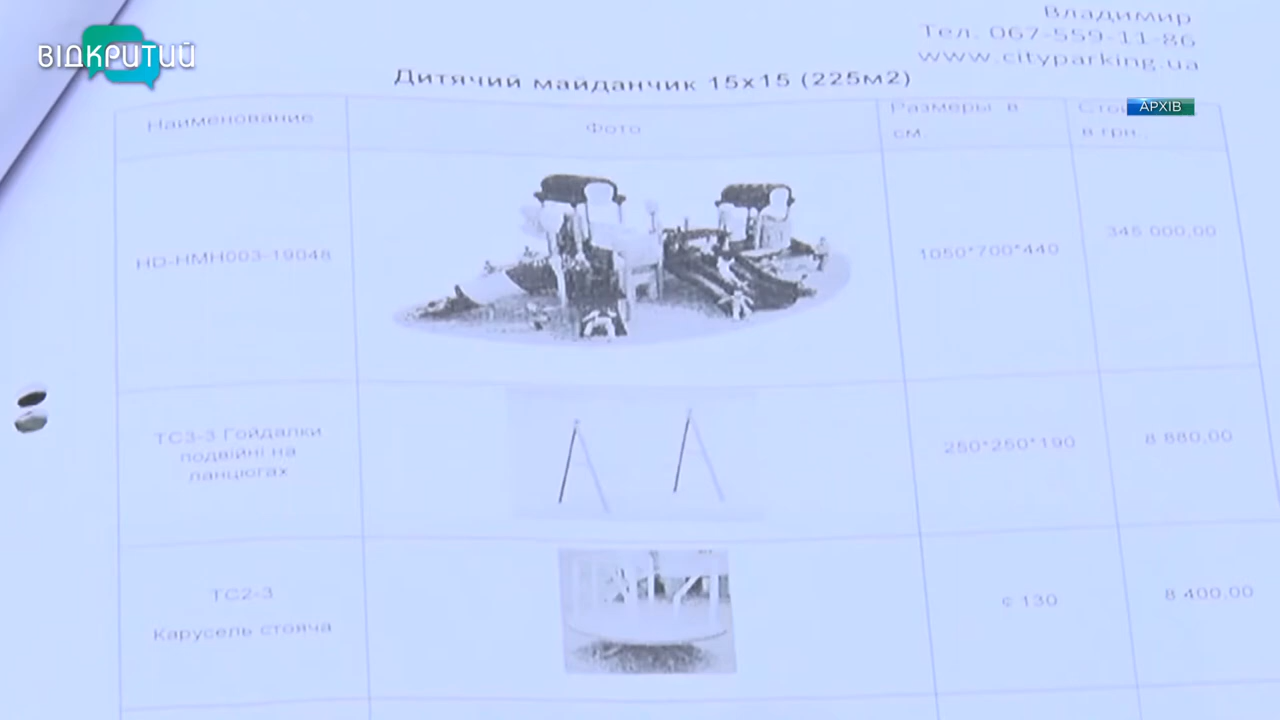 ВІДКРИТИЙ
Владимир
Тел. 067-559-11-86
www.cityparking.ua
Дитячий майданчик 15х15 (225м2)
АРХІВ
Наименование
Фото
Размеры в
см.
в грн.
HD-HMH003-19048
1050*700*440
345 000,00
ТС3-3 Гойдалки
подвійні на
ланцюгах
250*250*190
8 880,00
ТС2-3
Карусель стояча
130
8 400,00